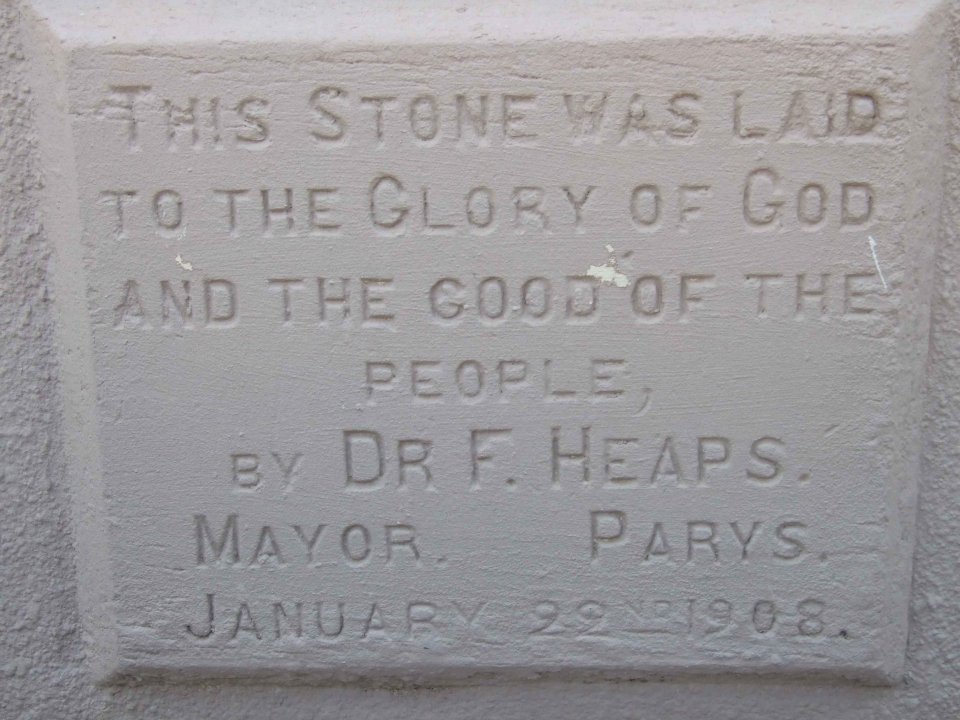 THIS STONE WAS LAID
TO THE GLORY OF GOD
AND THE GOOD OF THE
PEOPLE,
BY DR F. HEAPS.
MAYOR. PARYS.
JANUARY 22ND 1908.